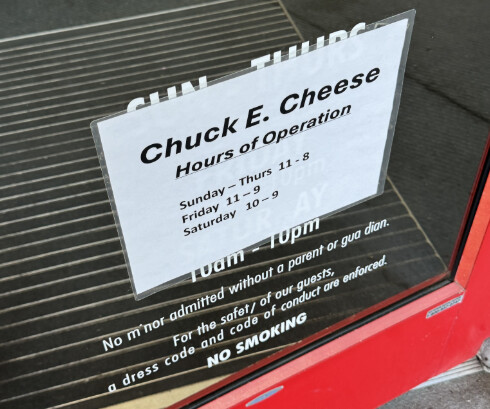 SUN - THURS
Chuck E. Cheese
Hours of Operation
Sunday – Thurs 11 - 8
Friday 11 – 9
Saturday 10 – 9
10am - 10pm
No m'nor admitted without a parent or gua dian.
For the safet/ of our guests,
a dress code and code of conduct are enforced.
NO SMOKING